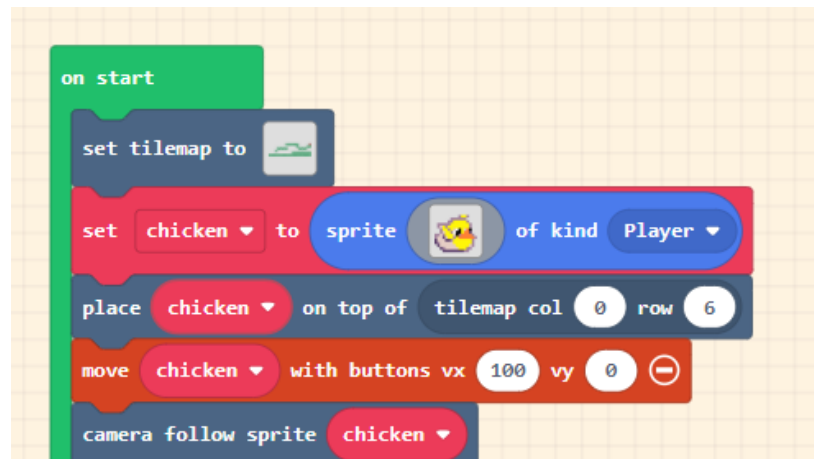 on start
set tilemap to
set chicken to sprite of kind Player
place chicken on top of tilemap col 0 row 6
move chicken with buttons vx 100 vy 0
camera follow sprite chicken